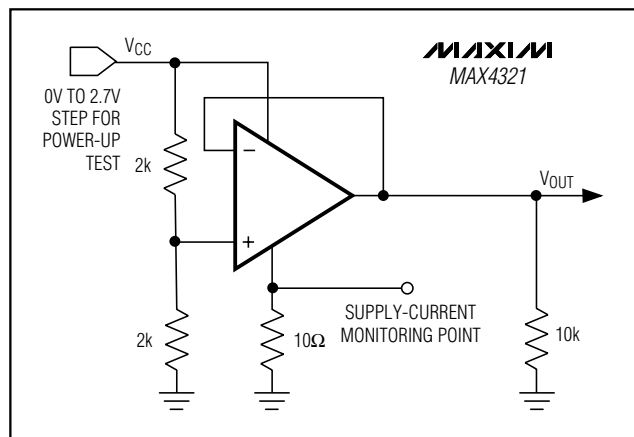 VCC
MAXIM
MAX4321
0V TO 2.7V
STEP FOR
POWER-UP
TEST
2k
−
+
VOUT
SUPPLY-CURRENT
MONITORING POINT
2k
10Ω
10k